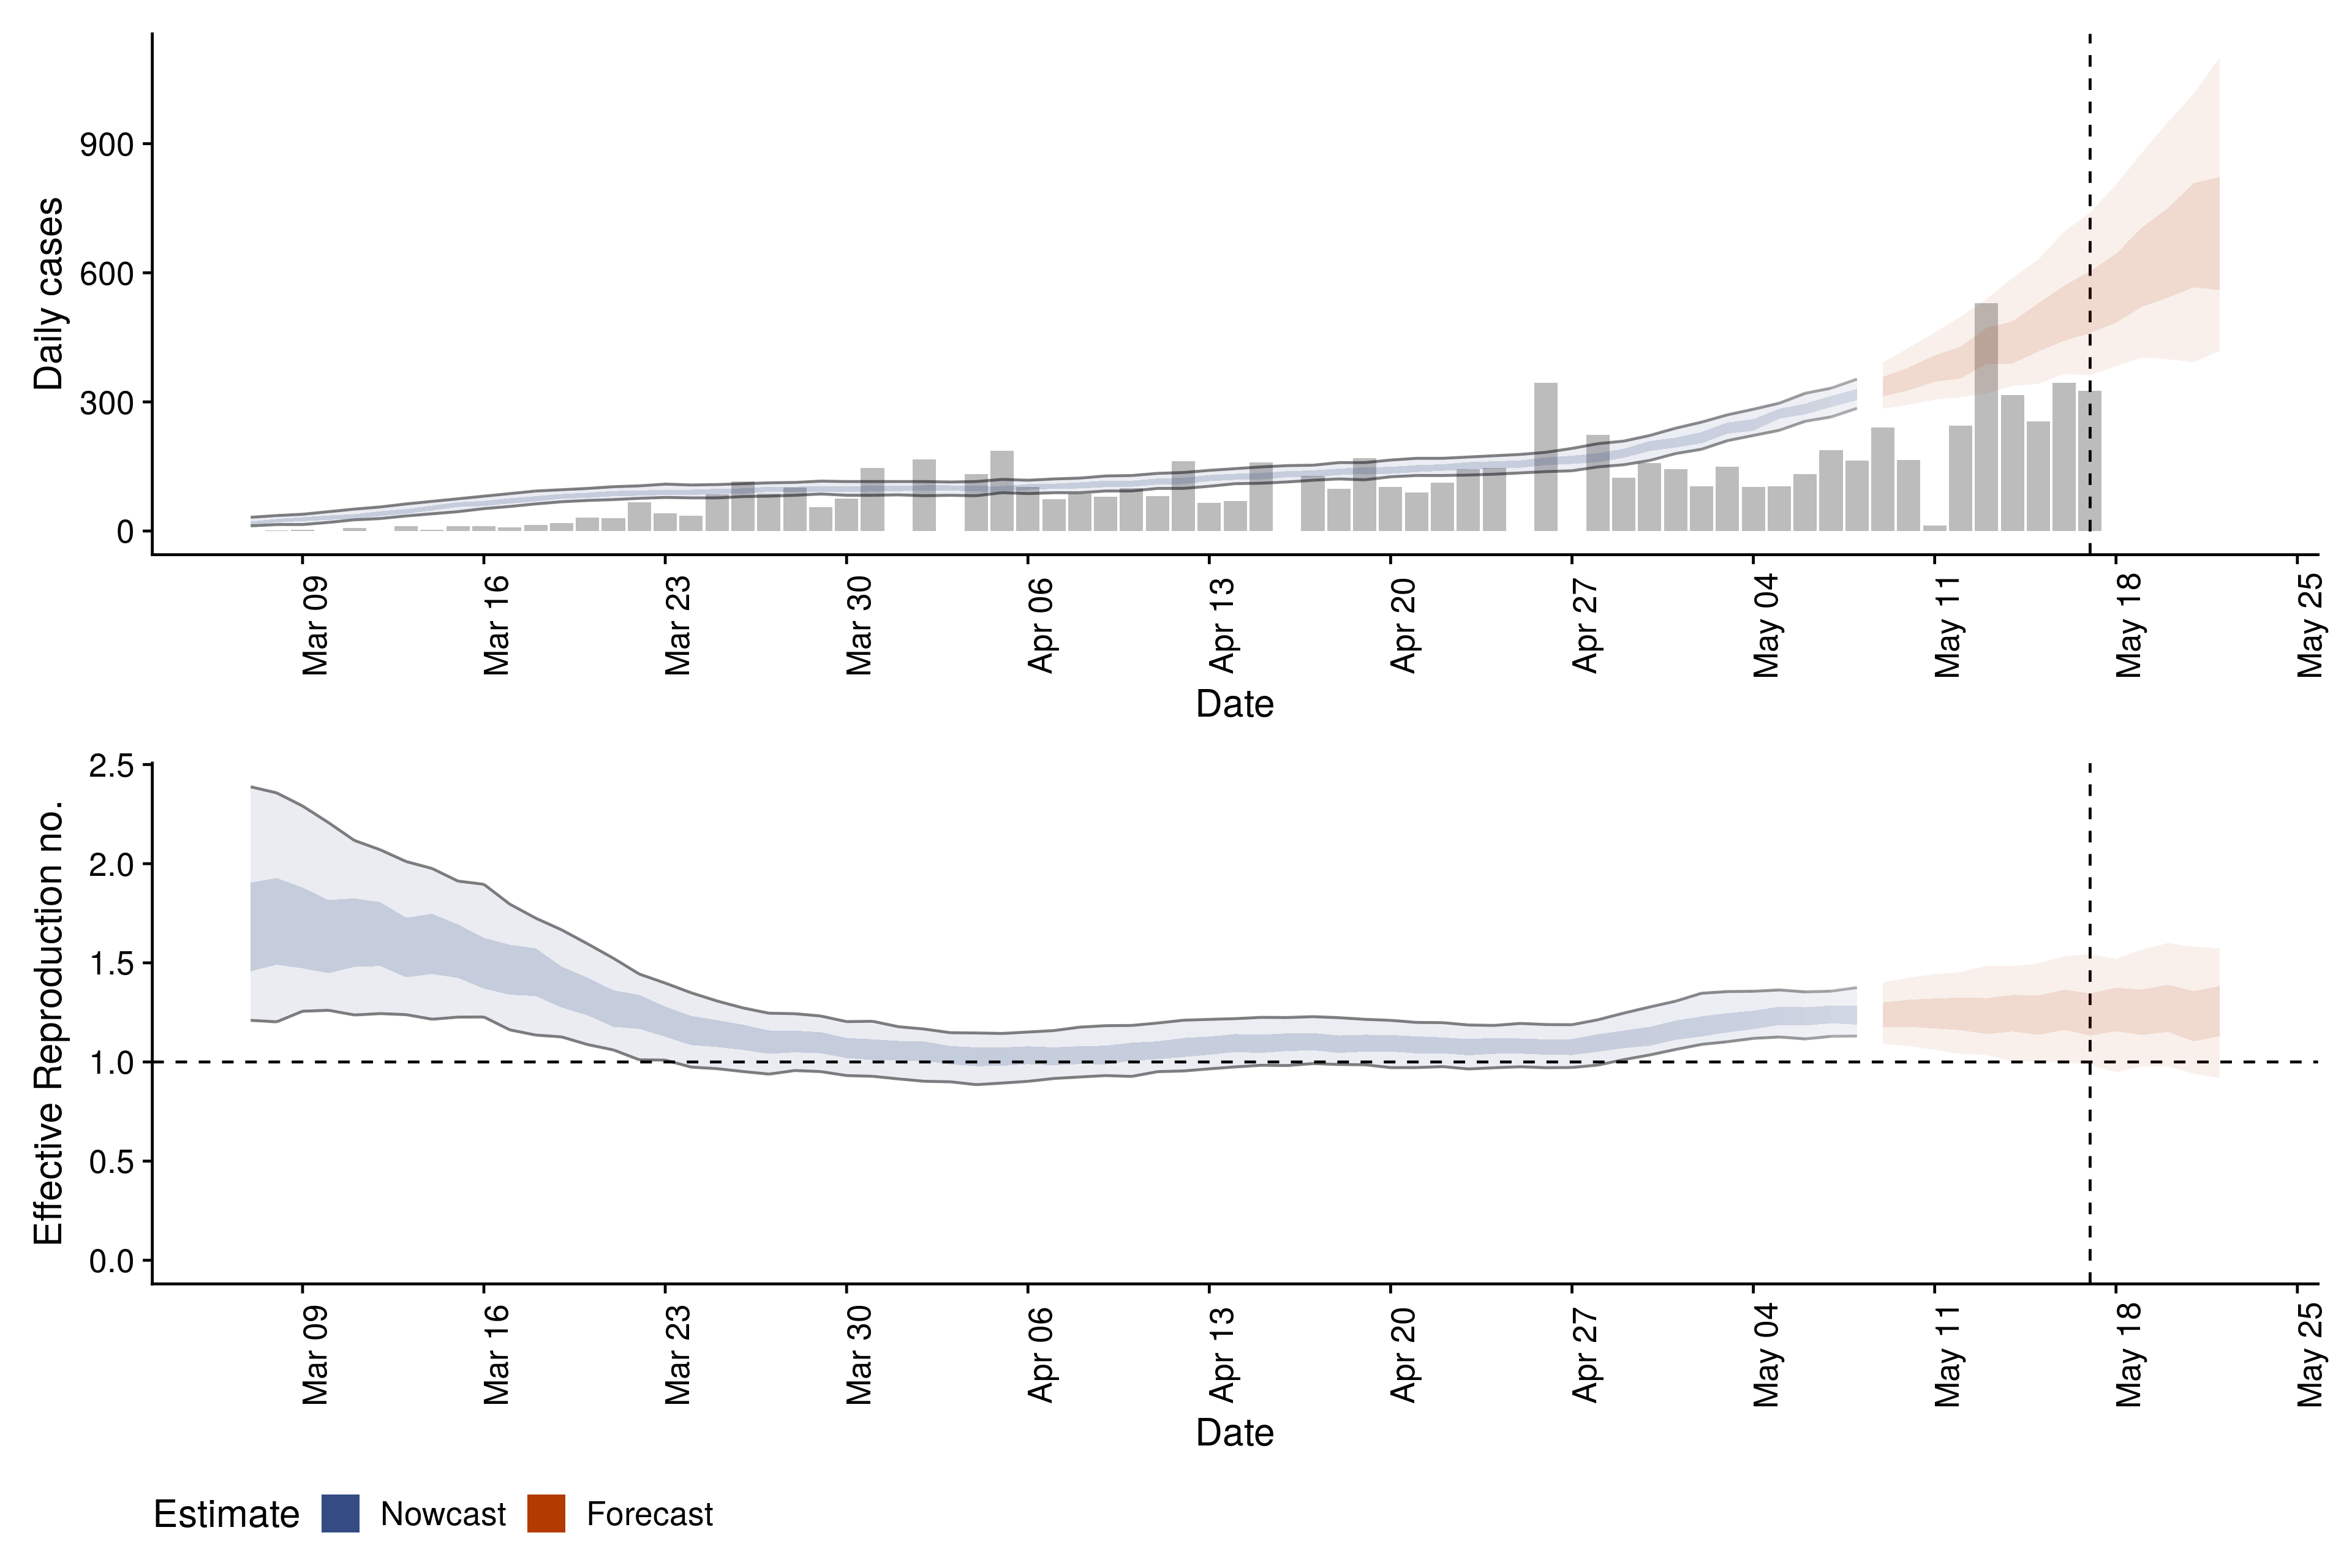 Daily cases
900
600
300
0
Mar 09
Mar 16
Mar 23
Mar 30
Apr 06
Apr 13
Apr 20
Apr 27
May 04
May 11
May 18
May 25
Date
Effective Reproduction no.
2.5
2.0
1.5
1.0
0.5
0.0
Mar 09
Mar 16
Mar 23
Mar 30
Apr 06
Apr 13
Apr 20
Apr 27
May 04
May 11
May 18
May 25
Date
Estimate Nowcast Forecast